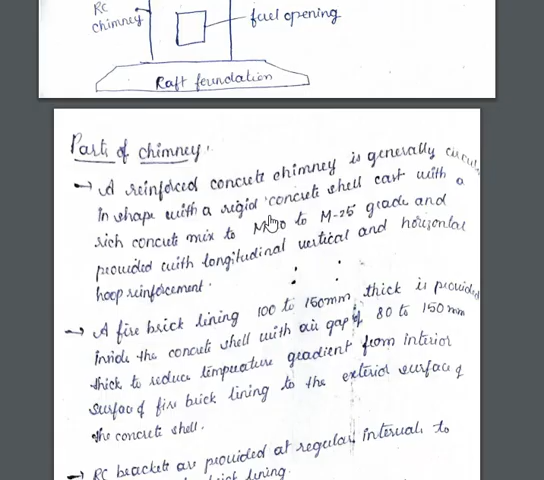 RC
chimney
fuel opening
Raft foundation
Parts of chimney.
→ A reinforced concrete chimney is generally
in shape with a rigid concrete shell cast with a
rich concrete mix to to M-25 grade and
provided with longitudinal vertical and horizontal
hoop reinforcement.
→ A fire brick lining 100 to 150mm thick is provided
inside the concrete shell with air gap of 80 to 150mm
thick to reduce temperature gradient from interior
surface of fire brick lining to the exterior surface of
the concrete shell.
→ RC brackets are provided at regular intervals to
lining.